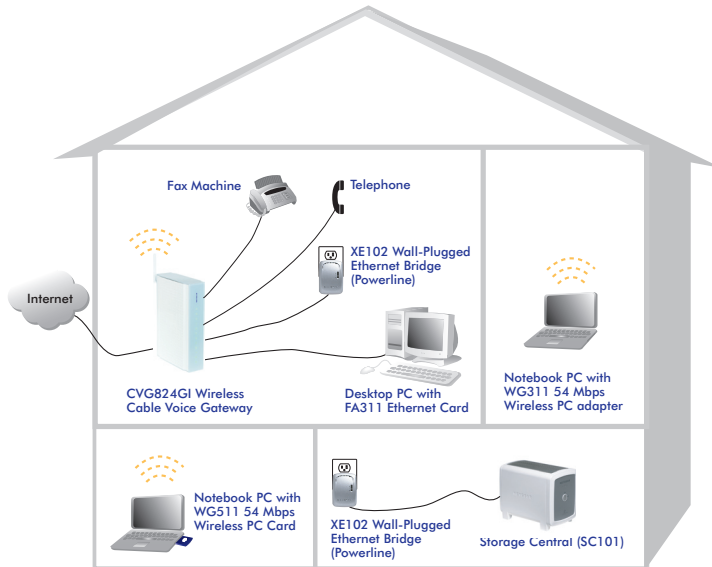 Fax Machine
Telephone
XE102 Wall-Plugged
Ethernet Bridge
(Powerline)
Internet
CVG824GI Wireless
Cable Voice Gateway
Desktop PC with
FA311 Ethernet Card
Notebook PC with
WG311 54 Mbps
Wireless PC adapter
Notebook PC with
WG511 54 Mbps
Wireless PC Card
XE102 Wall-Plugged
Ethernet Bridge
(Powerline)
Storage Central (SC101)